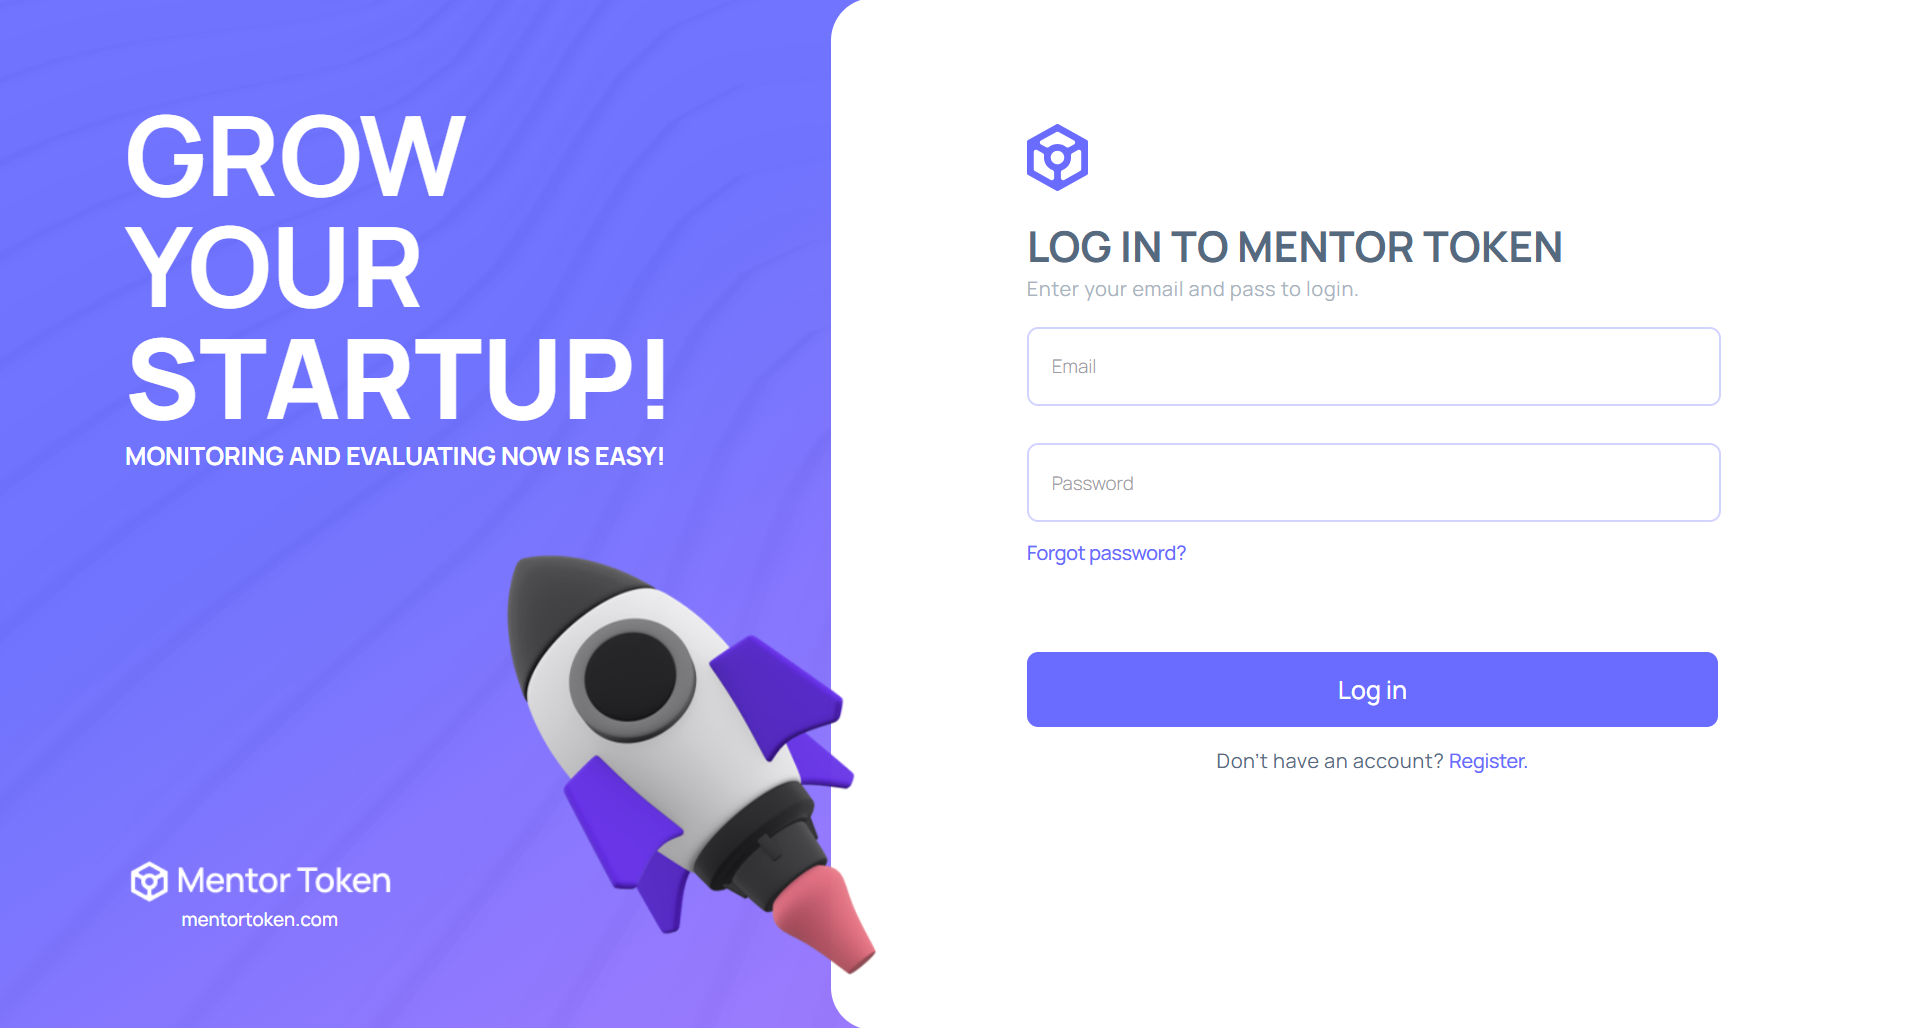 GROW
YOUR
STARTUP!
MONITORING AND EVALUATING NOW IS EASY!
Mentor Token
mentortoken.com
LOG IN TO MENTOR TOKEN
Enter your email and pass to login.
Email
Password
Forgot password?
Log in
Don't have an account? Register.